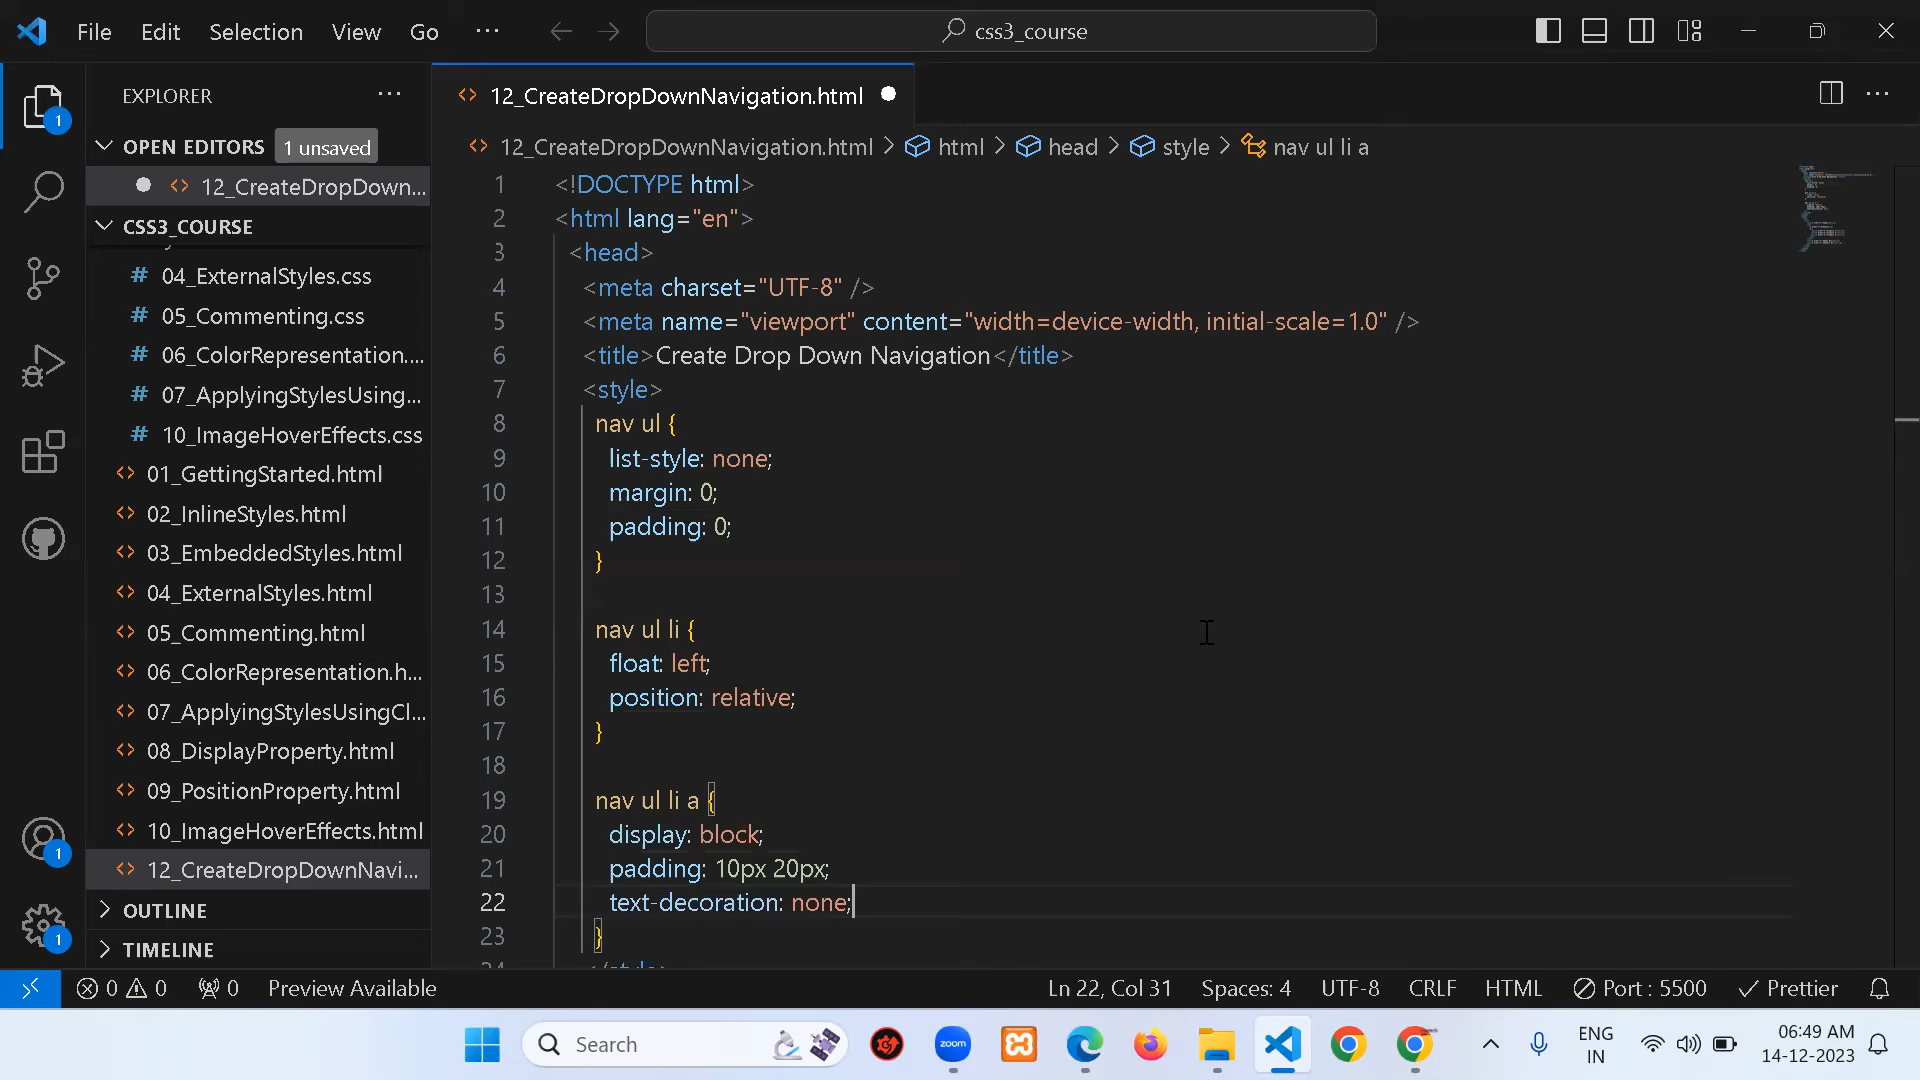 File Edit Selection View Go ··· css3_course
EXPLORER ···
OPEN EDITORS 1 unsaved
12_CreateDropDown...
CSS3_COURSE
04_ExternalStyles.css
05_Commenting.css
06_ColorRepresentation....
07_ApplyingStylesUsing...
10_ImageHoverEffects.css
01_GettingStarted.html
02_InlineStyles.html
03_EmbeddedStyles.html
04_ExternalStyles.html
05_Commenting.html
06_ColorRepresentation.h...
07_ApplyingStylesUsingCl...
08_DisplayProperty.html
09_PositionProperty.html
10_ImageHoverEffects.html
12_CreateDropDownNavi...
OUTLINE
TIMELINE
1
1
1
12_CreateDropDownNavigation.html
12_CreateDropDownNavigation.html > html > head > style > nav ul li a
1 <!DOCTYPE html>
2 <html lang="en">
3 <head>
4 <meta charset="UTF-8" />
5 <meta name="viewport" content="width=device-width, initial-scale=1.0" />
6 <title>Create Drop Down Navigation</title>
7 <style>
8 nav ul {
9 list-style: none;
10 margin: 0;
11 padding: 0;
12 }
13
14 nav ul li {
15 float: left;
16 position: relative;
17 }
18
19 nav ul li a {
20 display: block;
21 padding: 10px 20px;
22 text-decoration: none;
23 }
24 </style>
0 0 0 Preview Available Ln 22, Col 31 Spaces: 4 UTF-8 CRLF HTML Port : 5500 Prettier
Search zoom ENG IN 06:49 AM 14-12-2023